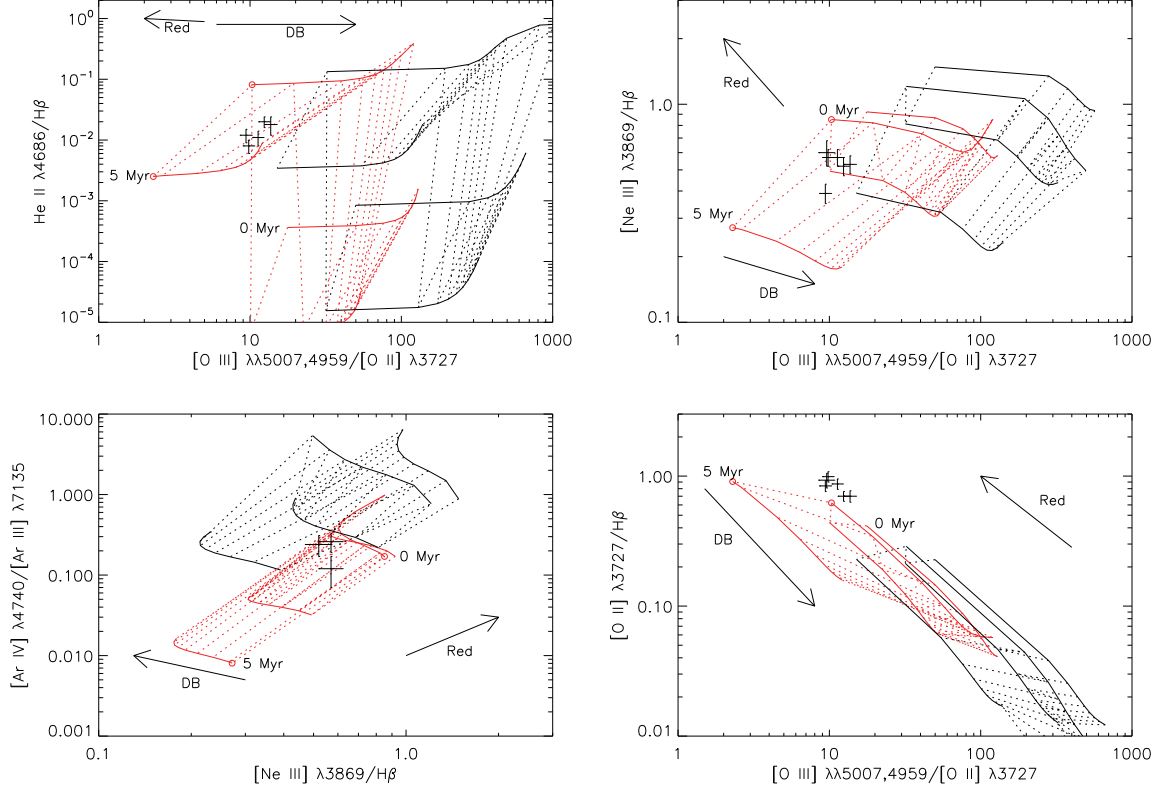 He II λ4686/Hβ
10⁰
10⁻¹
10⁻²
10⁻³
10⁻⁴
10⁻⁵
Red
DB
5 Myr
0 Myr
1
10
100
1000
[O III] λλ5007,4959/[O II] λ3727
[Ne III] λ3869/Hβ
1.0
0.1
Red
0 Myr
5 Myr
DB
1
10
100
1000
[O III] λλ5007,4959/[O II] λ3727
[Ar IV] λ4740/[Ar III] λ7135
10.000
1.000
0.100
0.010
0.001
0 Myr
5 Myr
DB
Red
0.1
1.0
[Ne III] λ3869/Hβ
[O II] λ3727/Hβ
1.00
0.10
0.01
5 Myr
DB
0 Myr
Red
1
10
100
1000
[O III] λλ5007,4959/[O II] λ3727